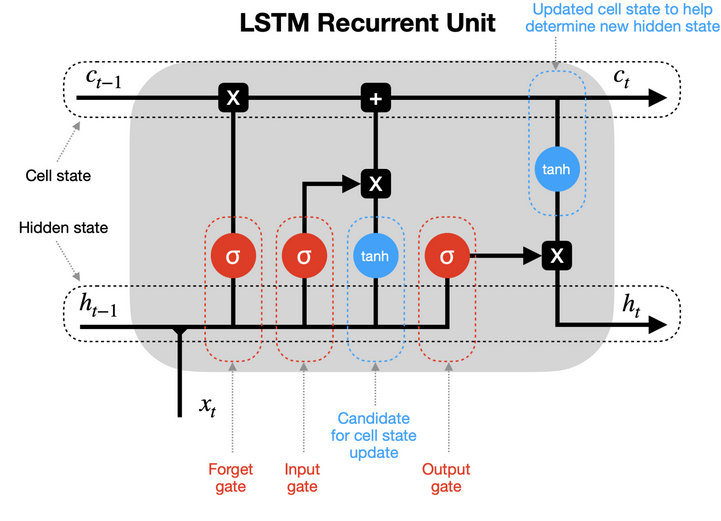 LSTM Recurrent Unit
Updated cell state to help
determine new hidden state
c_{t−1}
X
+
c_t
Cell state
tanh
X
Hidden state
σ
σ
tanh
σ
X
h_{t−1}
h_t
x_t
Candidate
for cell state
update
Forget
gate
Input
gate
Output
gate